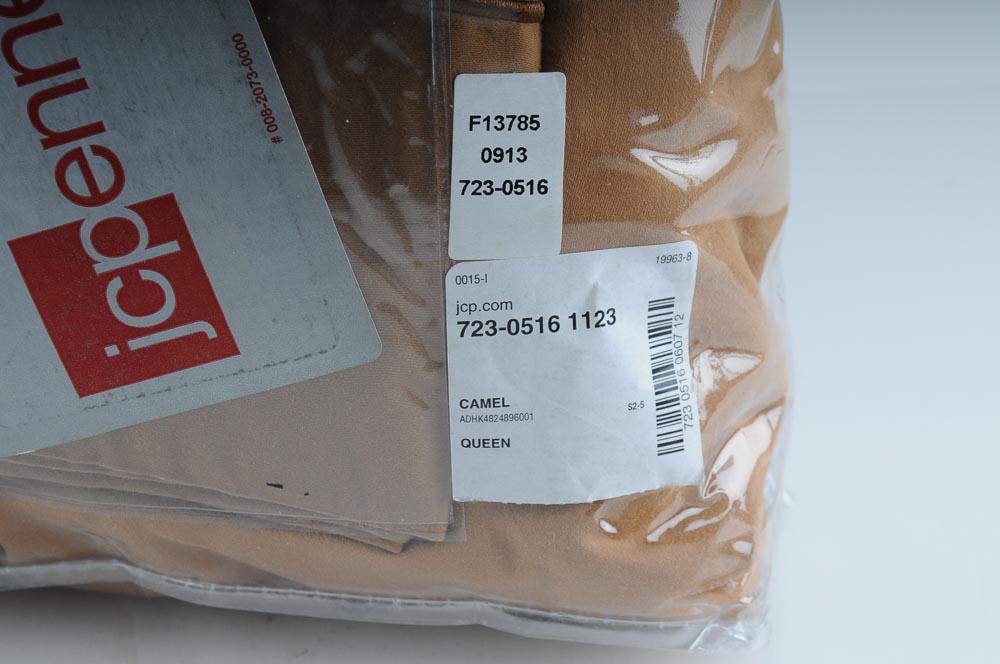 jcpenne
# 008-2073-0000
F13785
0913
723-0516
0015-I
19963-8
jcp.com
723-0516 1123
CAMEL
ADHK4824896001
S2-5
QUEEN
723 0516 0607 12